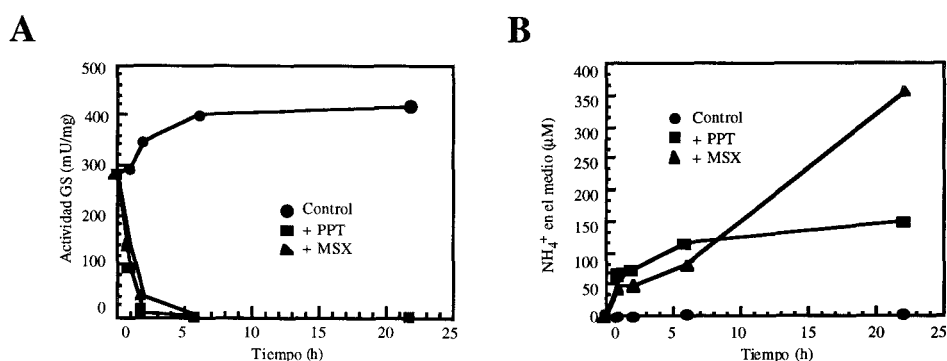 A
Actividad GS (mU/mg)
500
400
300
200
100
0
Control
+ PPT
+ MSX
0 5 10 15 20 25
Tiempo (h)
B
NH₄⁺ en el medio (µM)
400
350
300
250
200
150
100
50
0
Control
+ PPT
+ MSX
0 5 10 15 20 25
Tiempo (h)